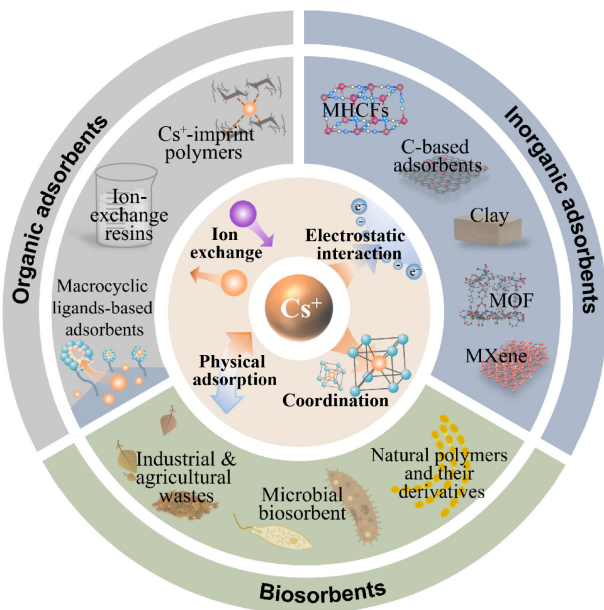 Organic adsorbents
Cs⁺-imprint
polymers
Ion-
exchange
resins
Macrocyclic
ligands-based
adsorbents
Inorganic adsorbents
MHCFs
C-based
adsorbents
Clay
MOF
MXene
Ion
exchange
Electrostatic
interaction
e⁻
e⁻
Cs⁺
Physical
adsorption
Coordination
Industrial &
agricultural
wastes
Microbial
biosorbent
Natural polymers
and their
derivatives
Biosorbents